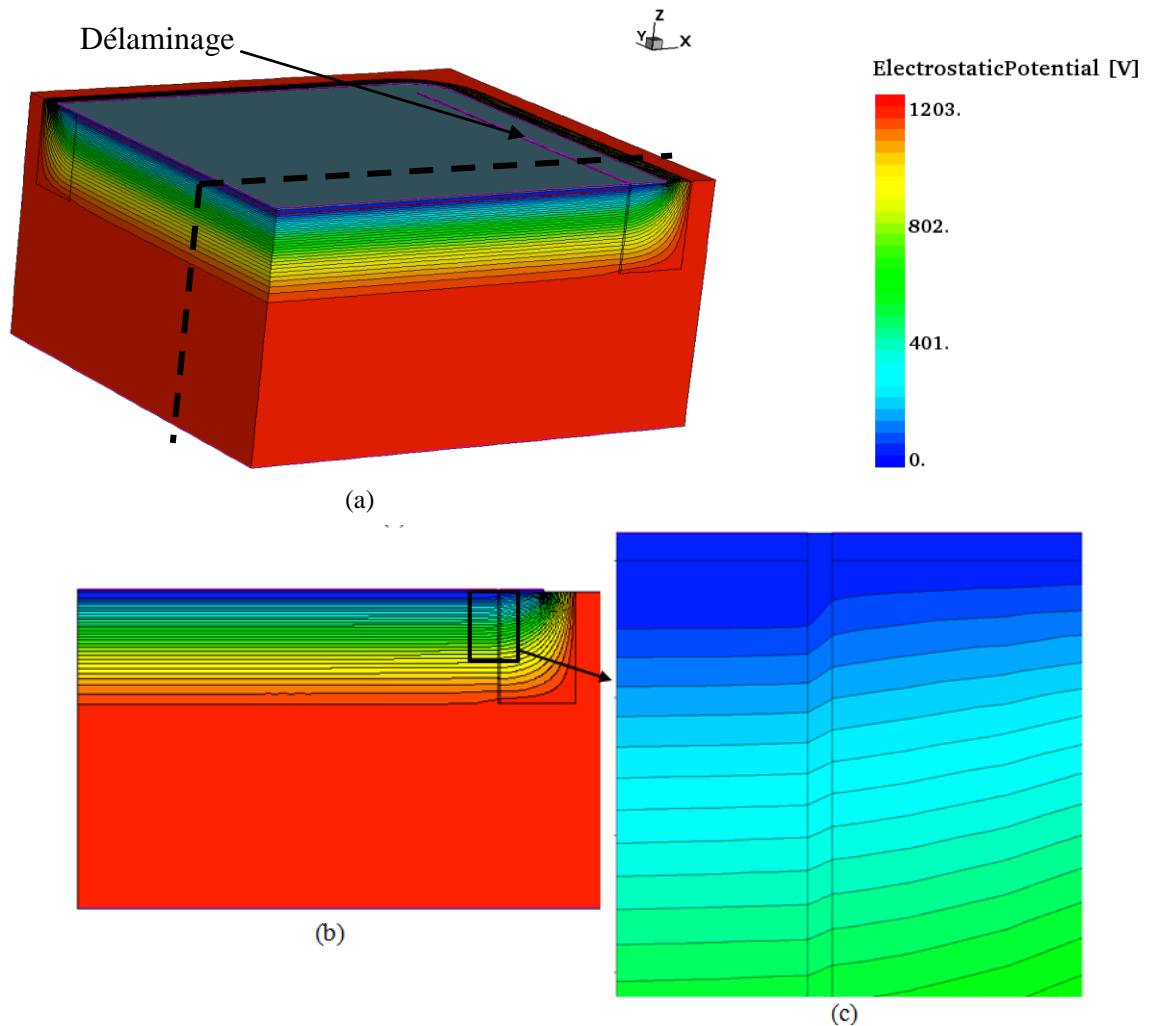 Délaminage
Z
Y
X
ElectrostaticPotential [V]
1203.
802.
401.
0.
(a)
(b)
(c)